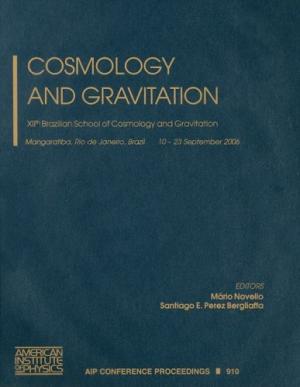 COSMOLOGY
AND GRAVITATION
XIIth Brazilian School of Cosmology and Gravitation
Mangaratiba, Rio de Janeiro, Brazil 10 – 23 September 2006
EDITORS
Mário Novello
Santiago E. Perez Bergliaffa
AMERICAN
INSTITUTE
OF PHYSICS
AIP CONFERENCE PROCEEDINGS ■ 910